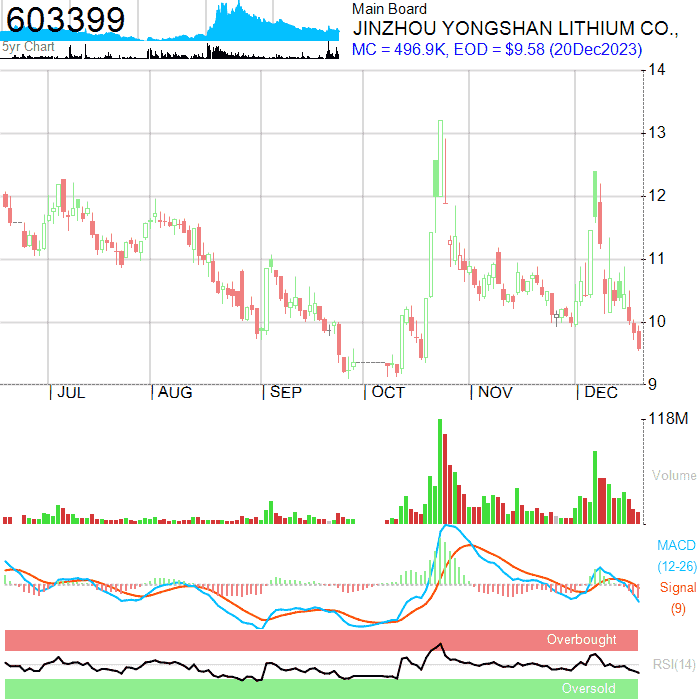 603399
Main Board
JINZHOU YONGSHAN LITHIUM CO.,
5yr Chart
MC = 496.9K, EOD = $9.58 (20Dec2023)
14
13
12
11
10
9
JUL AUG SEP OCT NOV DEC
118M
Volume
MACD
(12-26)
Signal
(9)
Overbought
RSI(14)
Oversold